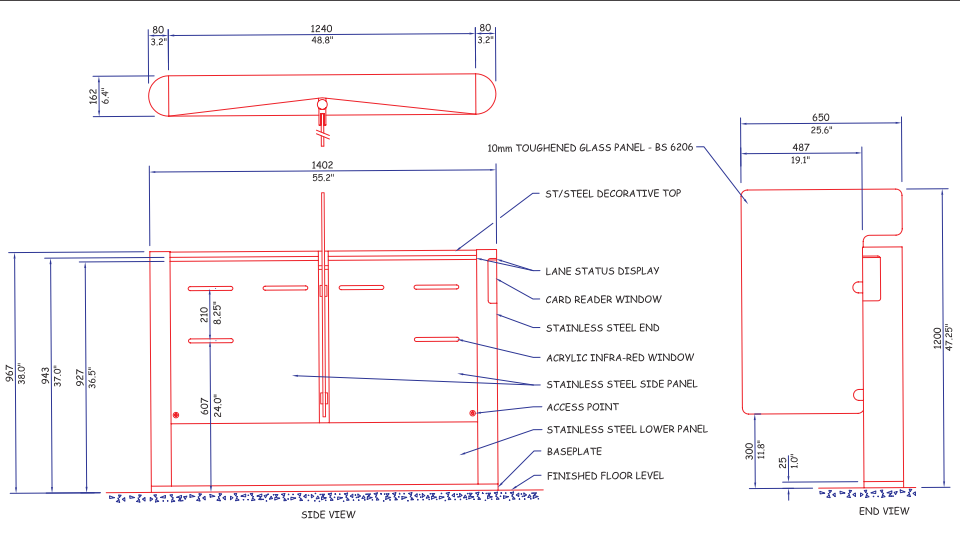 80
3.2"
1240
48.8"
80
3.2"
162
6.4"
1402
55.2"
10mm TOUGHENED GLASS PANEL - BS 6206
650
25.6"
487
19.1"
ST/STEEL DECORATIVE TOP
LANE STATUS DISPLAY
CARD READER WINDOW
STAINLESS STEEL END
ACRYLIC INFRA-RED WINDOW
STAINLESS STEEL SIDE PANEL
ACCESS POINT
STAINLESS STEEL LOWER PANEL
BASEPLATE
FINISHED FLOOR LEVEL
967
38.0"
943
37.0"
927
36.5"
210
8.25"
607
24.0"
1200
47.25"
300
11.8"
25
1.0"
SIDE VIEW
END VIEW